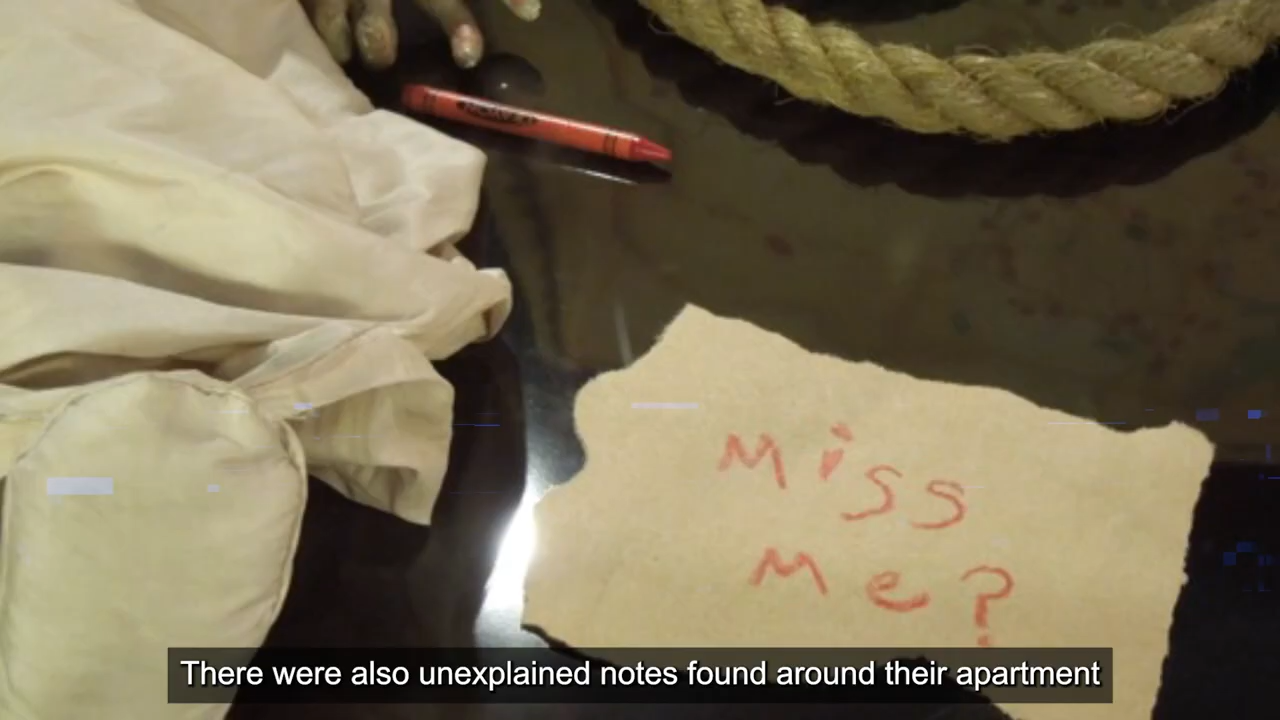 Miss
Me?
There were also unexplained notes found around their apartment